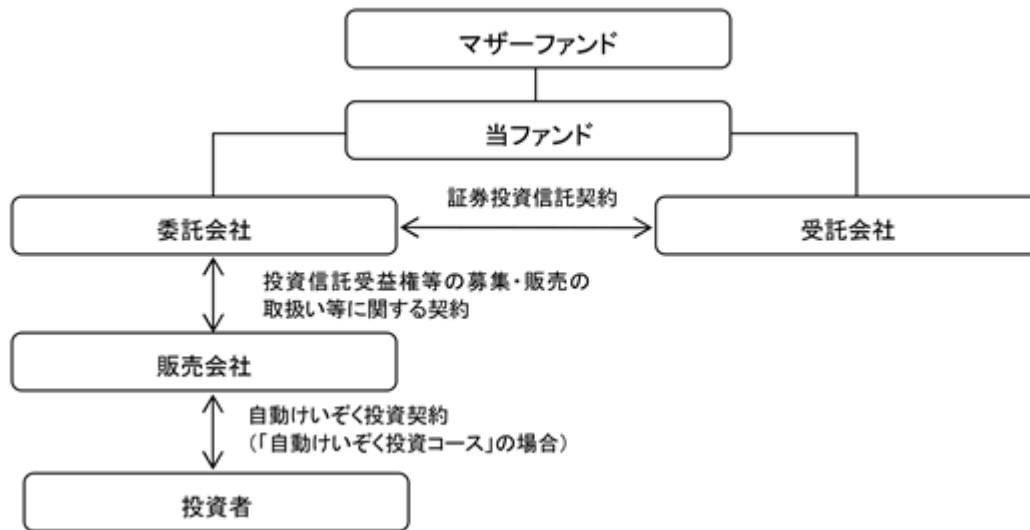 マザーファンド
当ファンド
証券投資信託契約
委託会社
受託会社
投資信託受益権等の募集・販売の
取扱い等に関する契約
販売会社
自動けいぞく投資契約
(「自動けいぞく投資コース」の場合)
投資者